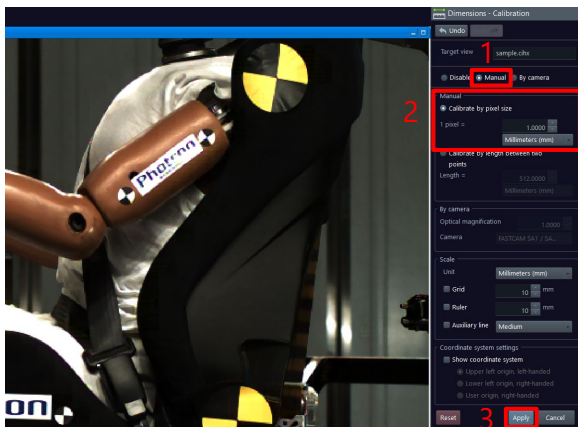 Dimensions - Calibration
Undo
1
Target view sample.cihx
Disable Manual By camera
2
Manual
Calibrate by pixel size
1 pixel = 1.0000
Millimeters (mm)
Calibrate by length between two
points
Length = 512.0000
Millimeters (mm)
By camera
Optical magnification 1.0000
Camera FASTCAM SA1 / SA...
Scale
Unit Millimeters (mm)
Grid 10 mm
Ruler 10 mm
Auxiliary line Medium
Coordinate system settings
Show coordinate system
Upper left origin, left-handed
Lower left origin, right-handed
User origin, right-handed
Reset 3 Apply Cancel
Photron
on